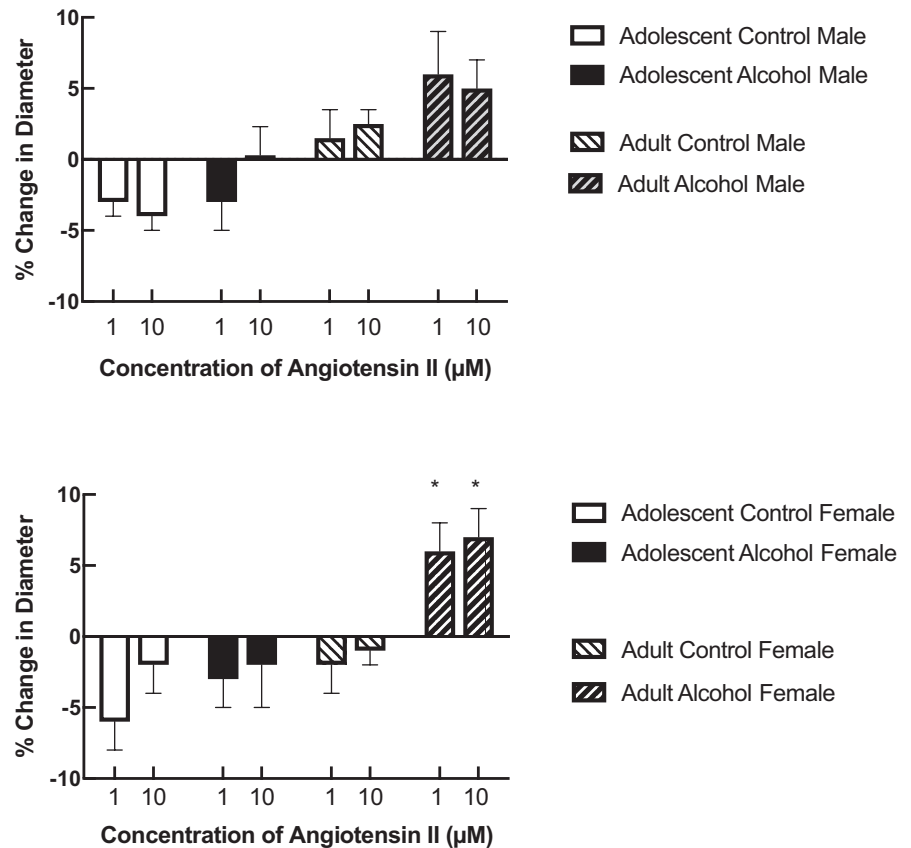 10
5
0
-5
-10
% Change in Diameter
1 10 1 10 1 10 1 10
Concentration of Angiotensin II (µM)
Adolescent Control Male
Adolescent Alcohol Male
Adult Control Male
Adult Alcohol Male
* *
10
5
0
-5
-10
% Change in Diameter
1 10 1 10 1 10 1 10
Concentration of Angiotensin II (µM)
Adolescent Control Female
Adolescent Alcohol Female
Adult Control Female
Adult Alcohol Female